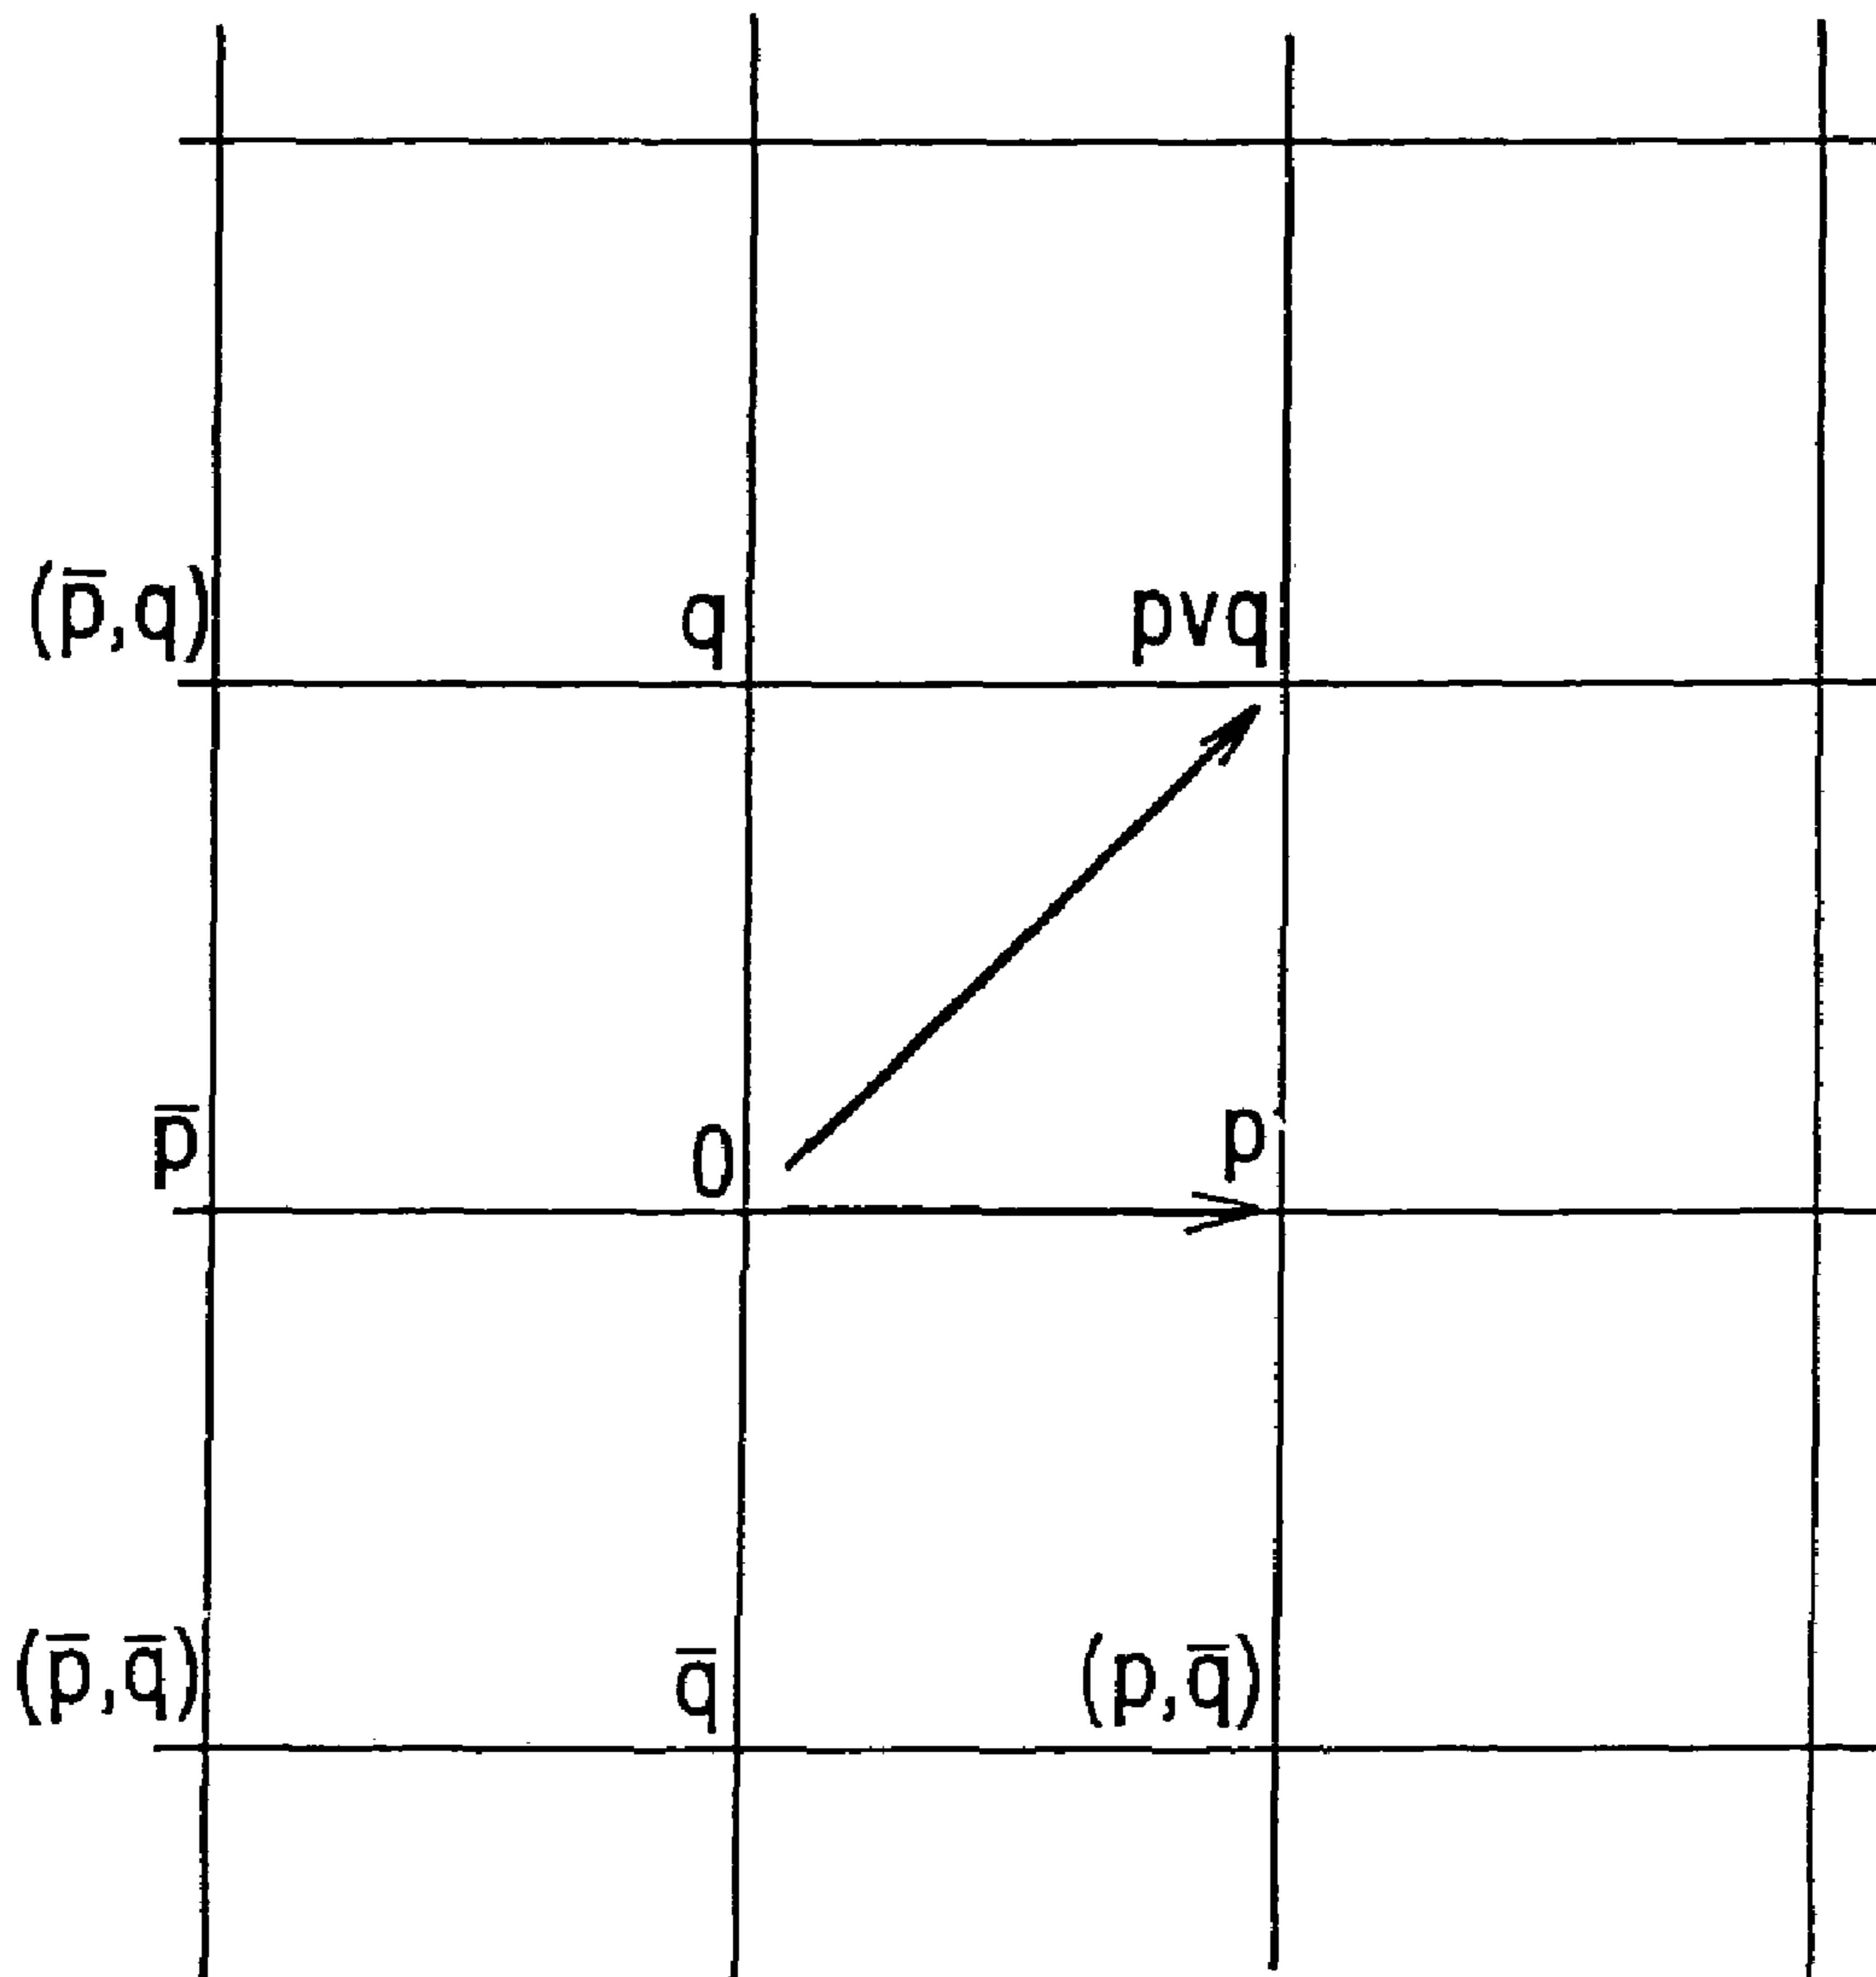 (p̅,q) q pvq
p̅ 0 p
(p̅,q̅) q̅ (p,q̅)